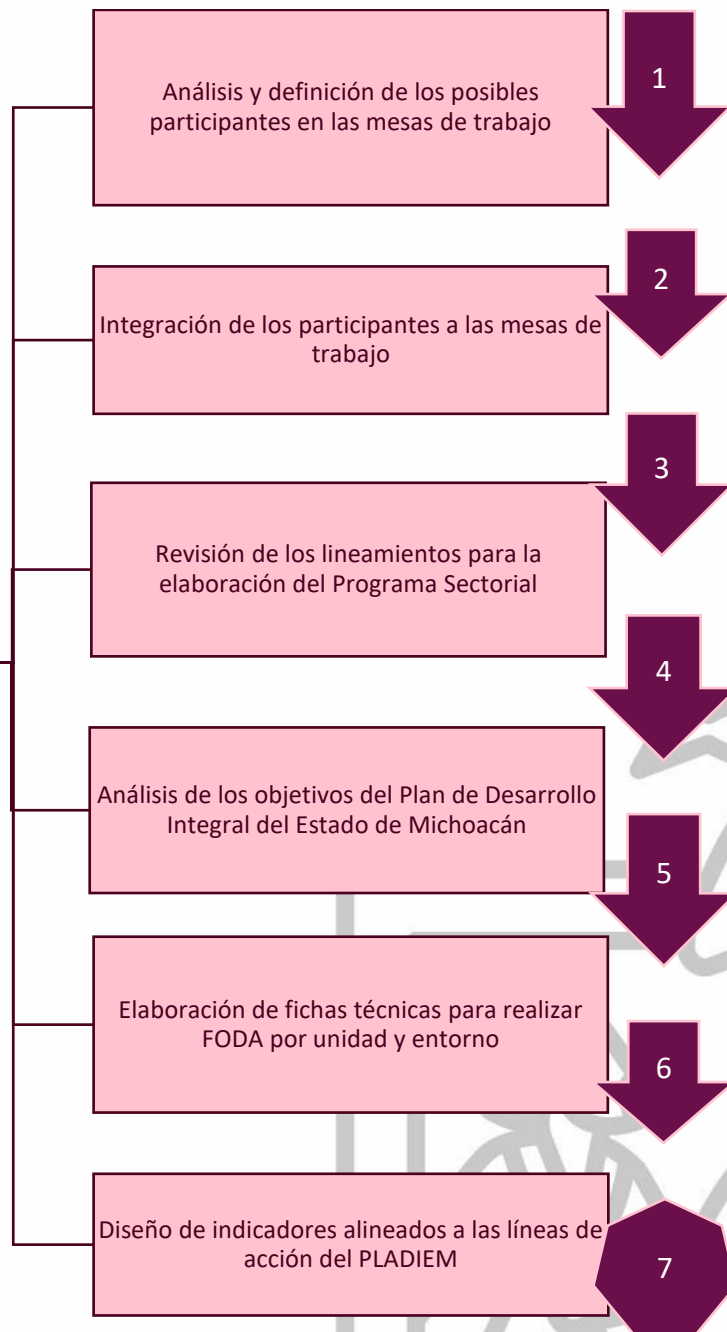 Análisis y definición de los posibles
participantes en las mesas de trabajo
1
Integración de los participantes a las mesas de
trabajo
2
Revisión de los lineamientos para la
elaboración del Programa Sectorial
3
Análisis de los objetivos del Plan de Desarrollo
Integral del Estado de Michoacán
4
Elaboración de fichas técnicas para realizar
FODA por unidad y entorno
5
Diseño de indicadores alineados a las líneas de
acción del PLADIEM
6
7